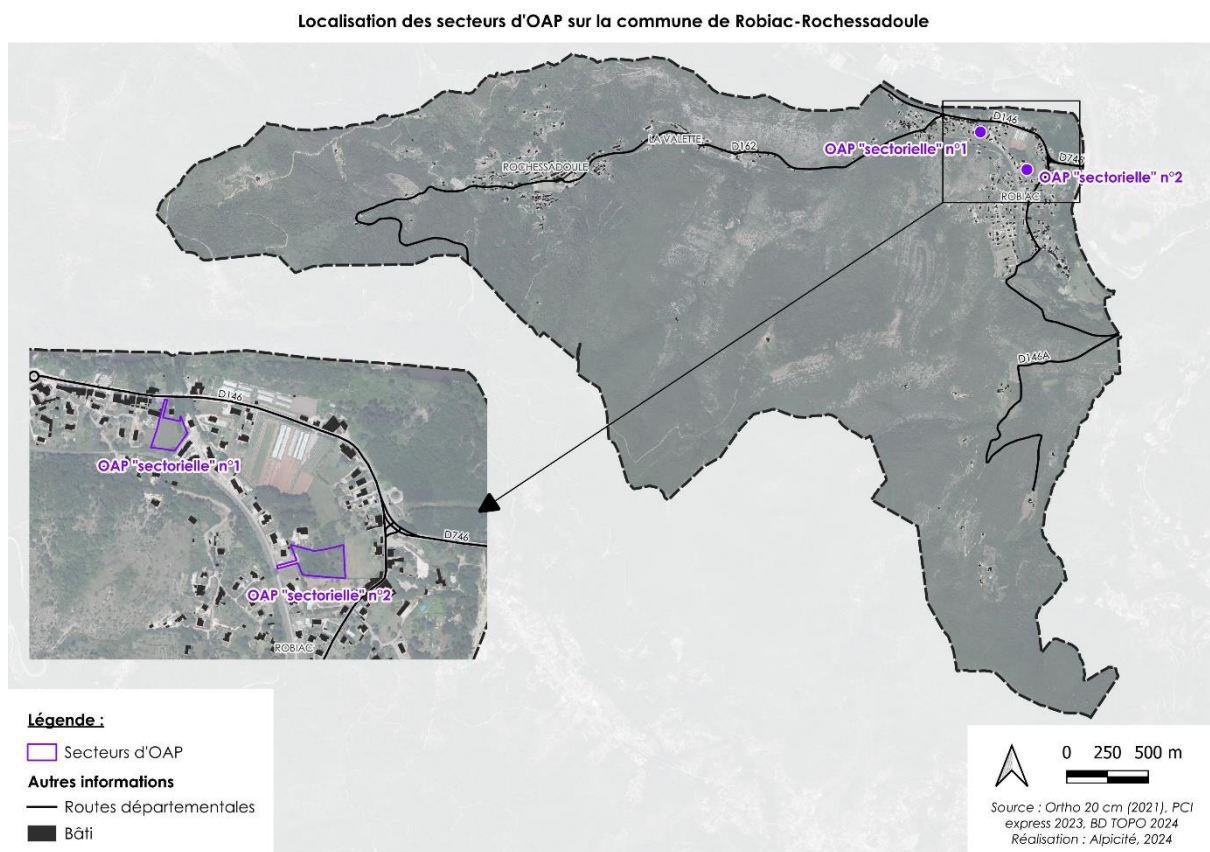 Localisation des secteurs d'OAP sur la commune de Robiac-Rochessadoule
D146
OAP "sectorielle" n°1
LA VALETTE
D162
D746
ROCHESSADOULE
OAP "sectorielle" n°2
ROBIAC
D146A
D146
OAP "sectorielle" n°1
D746
OAP "sectorielle" n°2
ROBIAC
Légende :
Secteurs d'OAP
Autres informations
Routes départementales
Bâti
0 250 500 m
Source : Ortho 20 cm (2021), PCI
express 2023, BD TOPO 2024
Réalisation : Alpicité, 2024